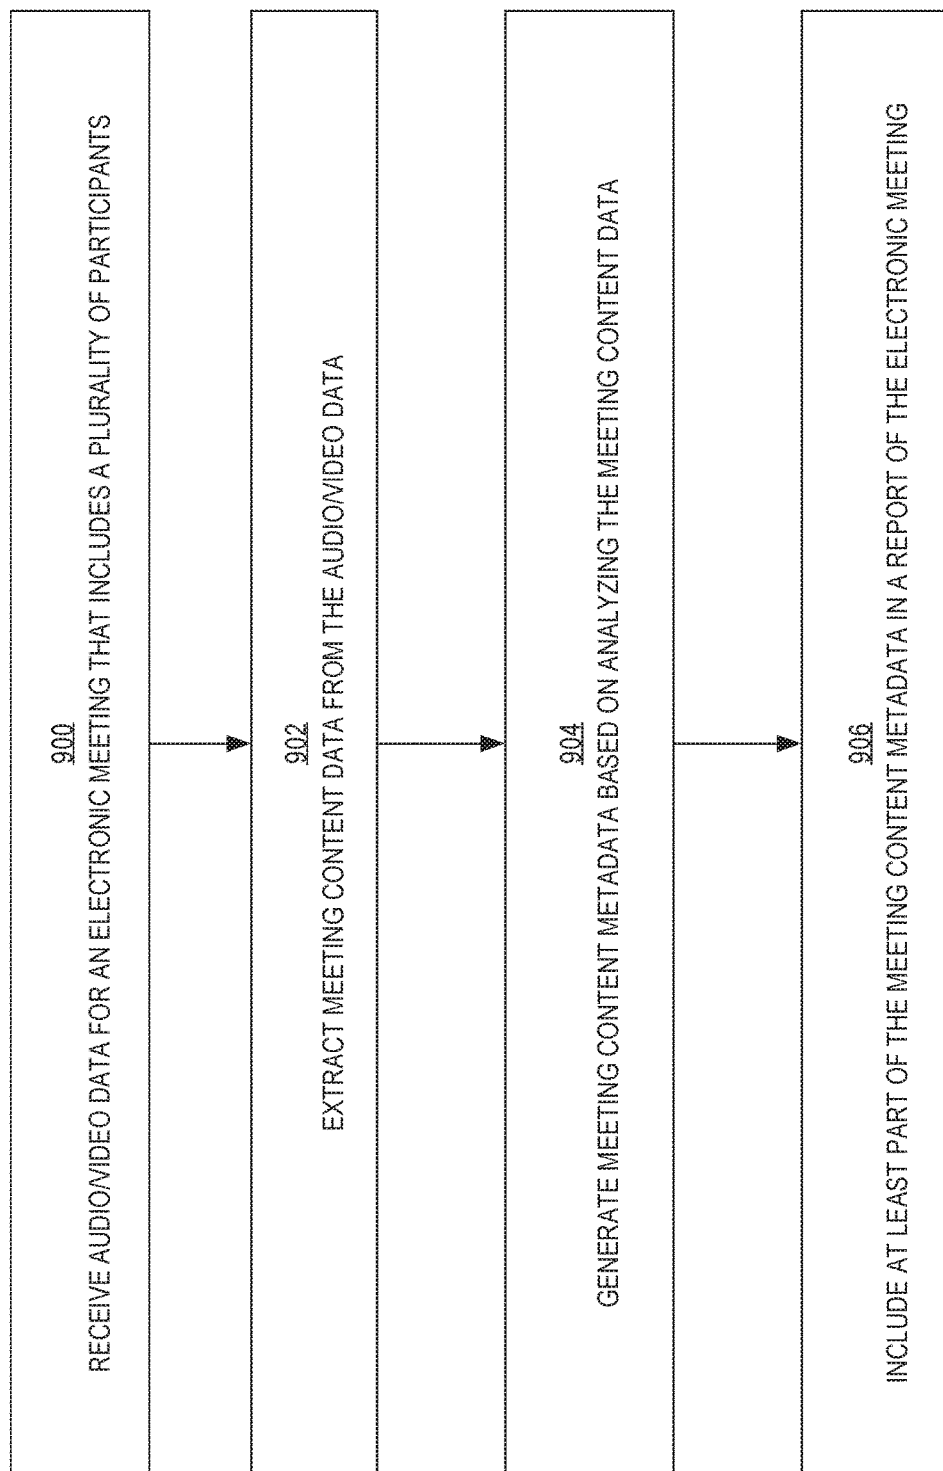 900
RECEIVE AUDIO/VIDEO DATA FOR AN ELECTRONIC MEETING THAT INCLUDES A PLURALITY OF PARTICIPANTS
902
EXTRACT MEETING CONTENT DATA FROM THE AUDIO/VIDEO DATA
904
GENERATE MEETING CONTENT METADATA BASED ON ANALYZING THE MEETING CONTENT DATA
906
INCLUDE AT LEAST PART OF THE MEETING CONTENT METADATA IN A REPORT OF THE ELECTRONIC MEETING